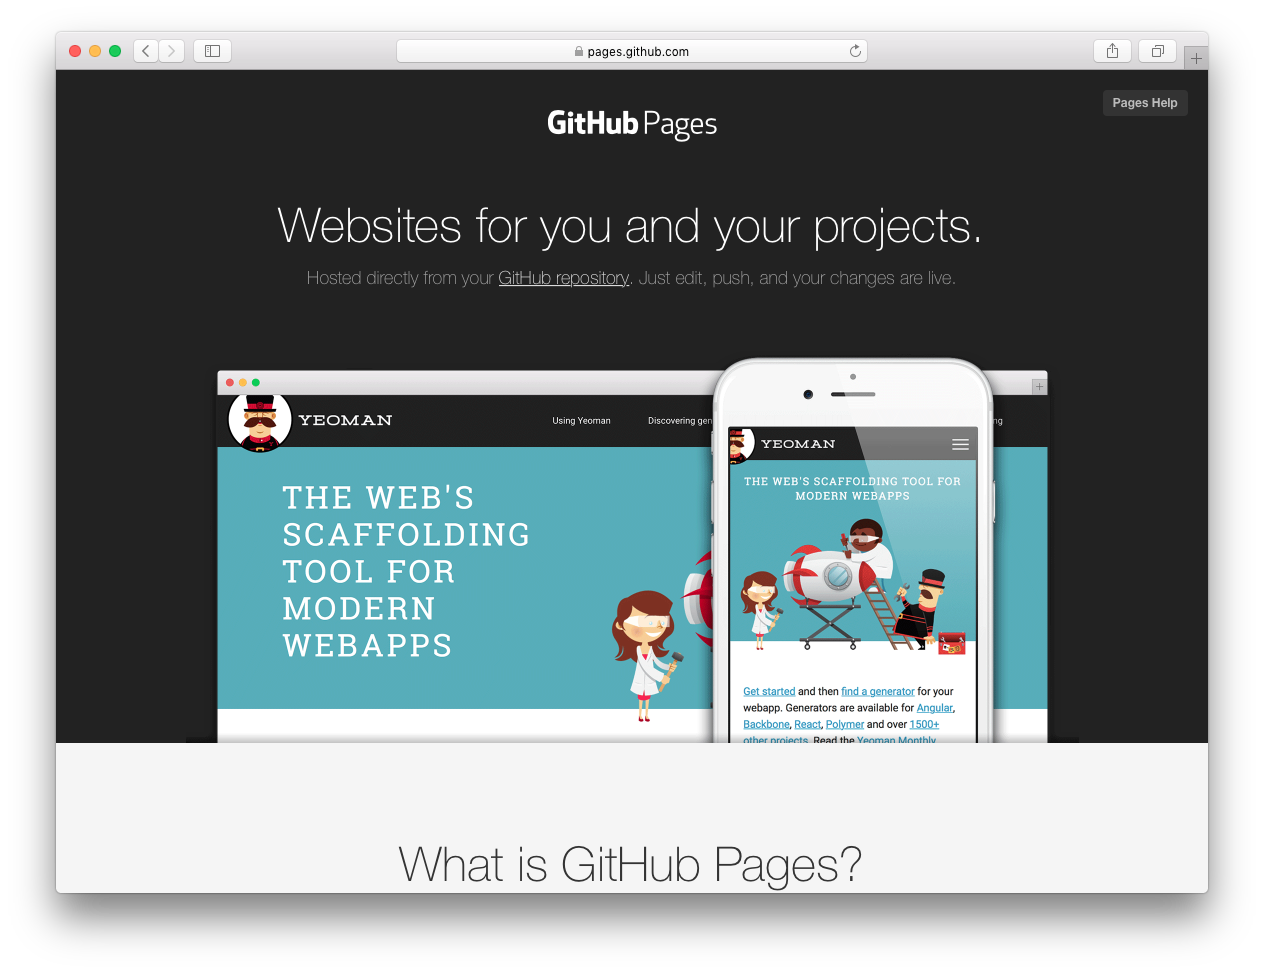 pages.github.com
Pages Help
GitHub Pages
Websites for you and your projects.
Hosted directly from your GitHub repository. Just edit, push, and your changes are live.
YEOMAN
Using Yeoman
Discovering gen
ng
THE WEB'S
SCAFFOLDING
TOOL FOR
MODERN
WEBAPPS
YEOMAN
THE WEB'S SCAFFOLDING TOOL FOR
MODERN WEBAPPS
Get started and then find a generator for your
webapp. Generators are available for Angular,
Backbone, React, Polymer and over 1500+
other projects. Read the Yeoman Monthly
What is GitHub Pages?